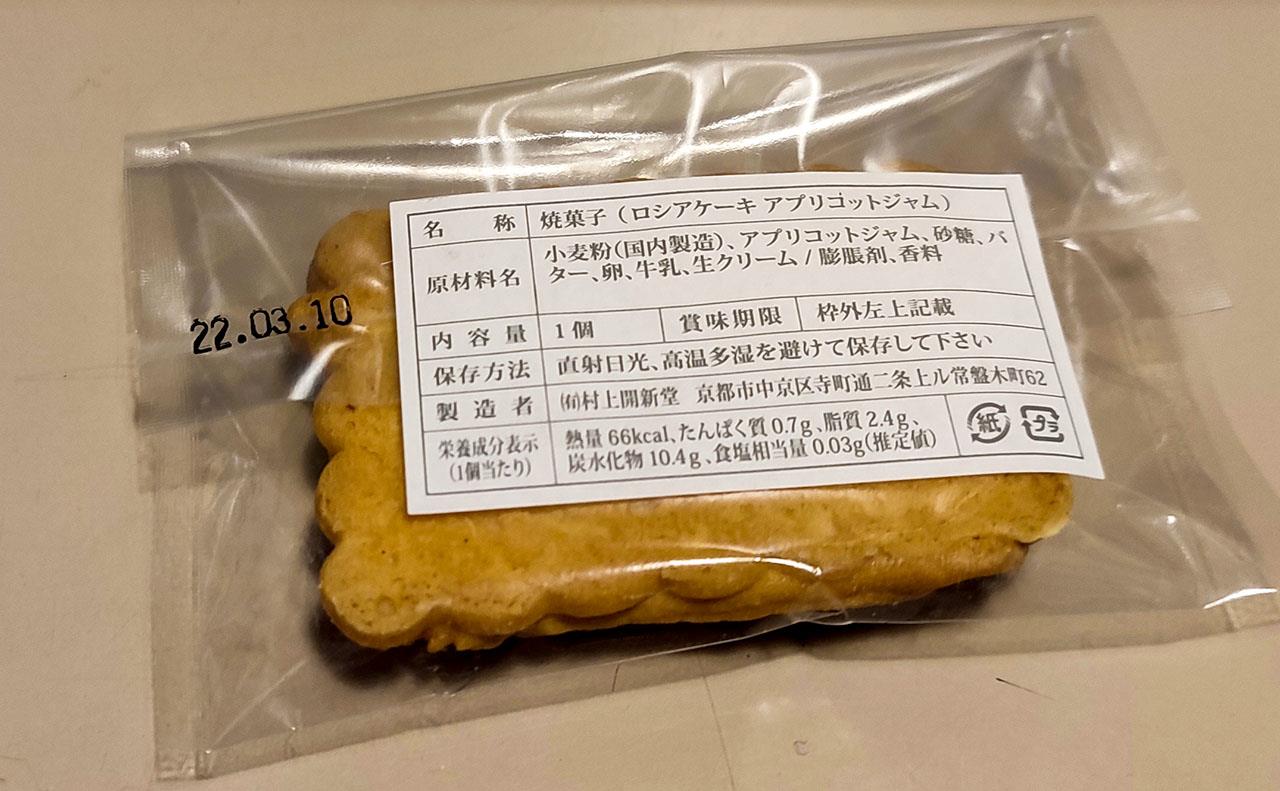 22.03.10
名称 焼菓子（ロシアケーキ アプリコットジャム）
原材料名 小麦粉(国内製造)、アプリコットジャム、砂糖、バ
ター、卵、牛乳、生クリーム / 膨脹剤、香料
内容量 1個 賞味期限 枠外左上記載
保存方法 直射日光、高温多湿を避けて保存して下さい
製造者 ㈲村上開新堂 京都市中京区寺町通二条上ル常盤木町62
栄養成分表示 熱量 66kcal、たんぱく質 0.7g、脂質 2.4g、
(1個当たり) 炭水化物 10.4g、食塩相当量 0.03g(推定値)
紙 プラ